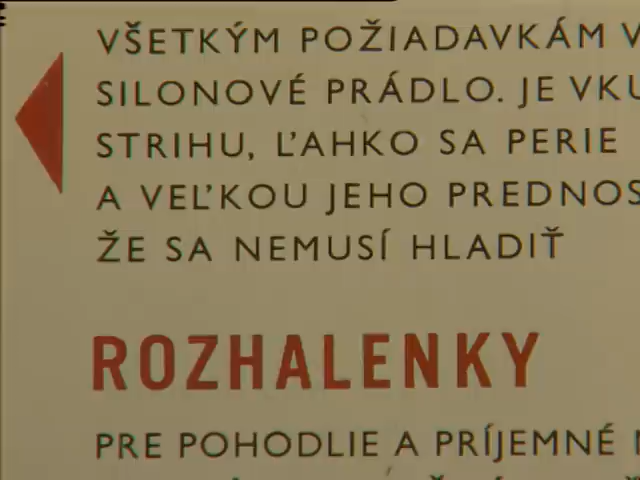 VŠETKÝM POŽIADAVKÁM
SILONOVÉ PRÁDLO. JE
STRIHU, ĽAHKO SA PERIE
A VEĽKOU JEHO
ŽE SA NEMUSÍ HLADIŤ
ROZHALENKY
PRE POHODLIE A PRÍJEMNÉ